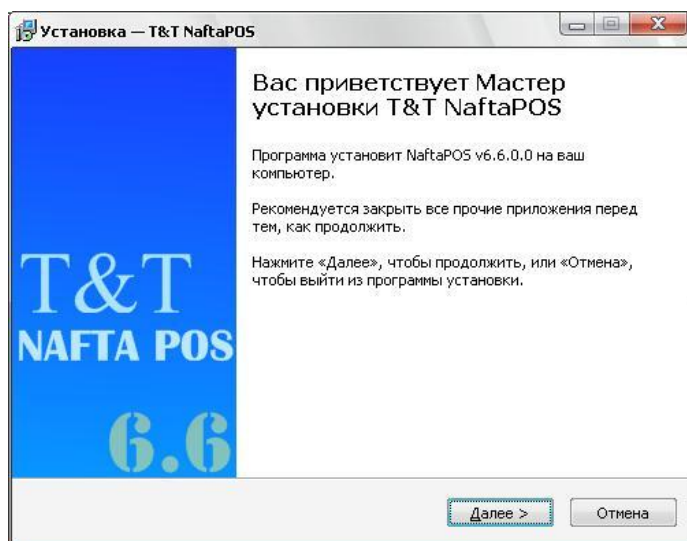 Установка — T&T NaftaPOS
Вас приветствует Мастер
установки T&T NaftaPOS
Программа установит NaftaPOS v6.6.0.0 на ваш
компьютер.
Рекомендуется закрыть все прочие приложения перед
тем, как продолжить.
Нажмите «Далее», чтобы продолжить, или «Отмена»,
чтобы выйти из программы установки.
T&T
NAFTA POS
6.6
Далее >
Отмена